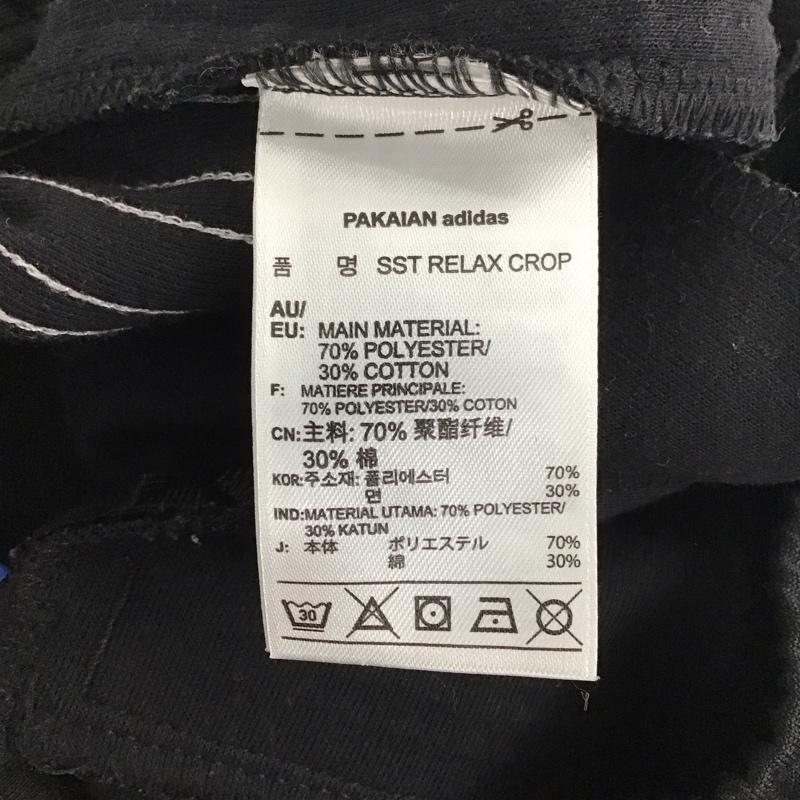 PAKAIAN adidas
품 명 SST RELAX CROP
AU/
EU: MAIN MATERIAL:
70% POLYESTER/
30% COTTON
F: MATIERE PRINCIPALE:
70% POLYESTER/30% COTON
CN:主料: 70% 聚酯纤维/
30% 棉
KOR:주소재: 폴리에스터 70%
면 30%
IND:MATERIAL UTAMA: 70% POLYESTER/
30% KATUN
J: 本体 ポリエステル 70%
綿 30%
30